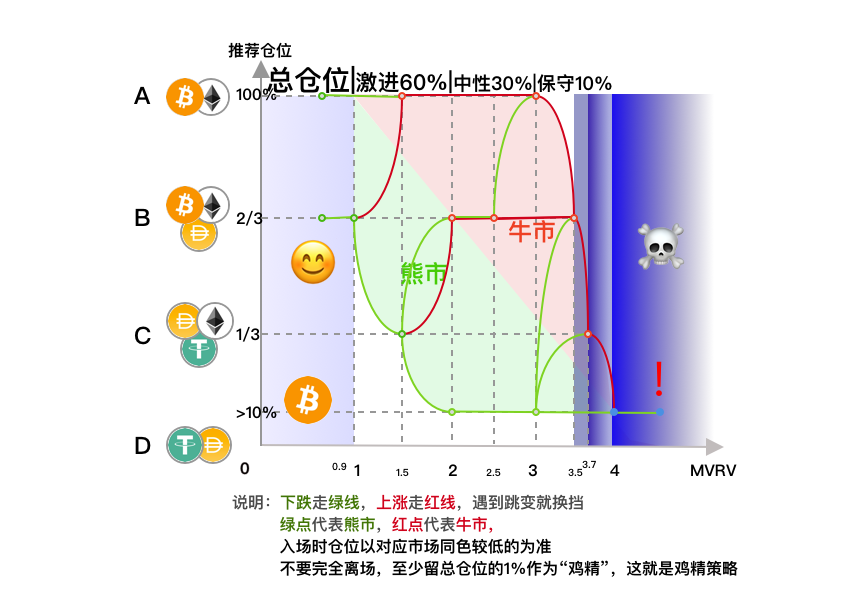 推荐仓位
总仓位|激进60%|中性30%|保守10%
A
100%
B
2/3
牛市
熊市
C
1/3
>10%
D
0
0.9
1
1.5
2
2.5
3
3.5
3.7
4
MVRV
说明：下跌走绿线，上涨走红线，遇到跳变就换挡
绿点代表熊市，红点代表牛市，
入场时仓位以对应市场同色较低的为准
不要完全离场，至少留总仓位的1%作为“鸡精”，这就是鸡精策略